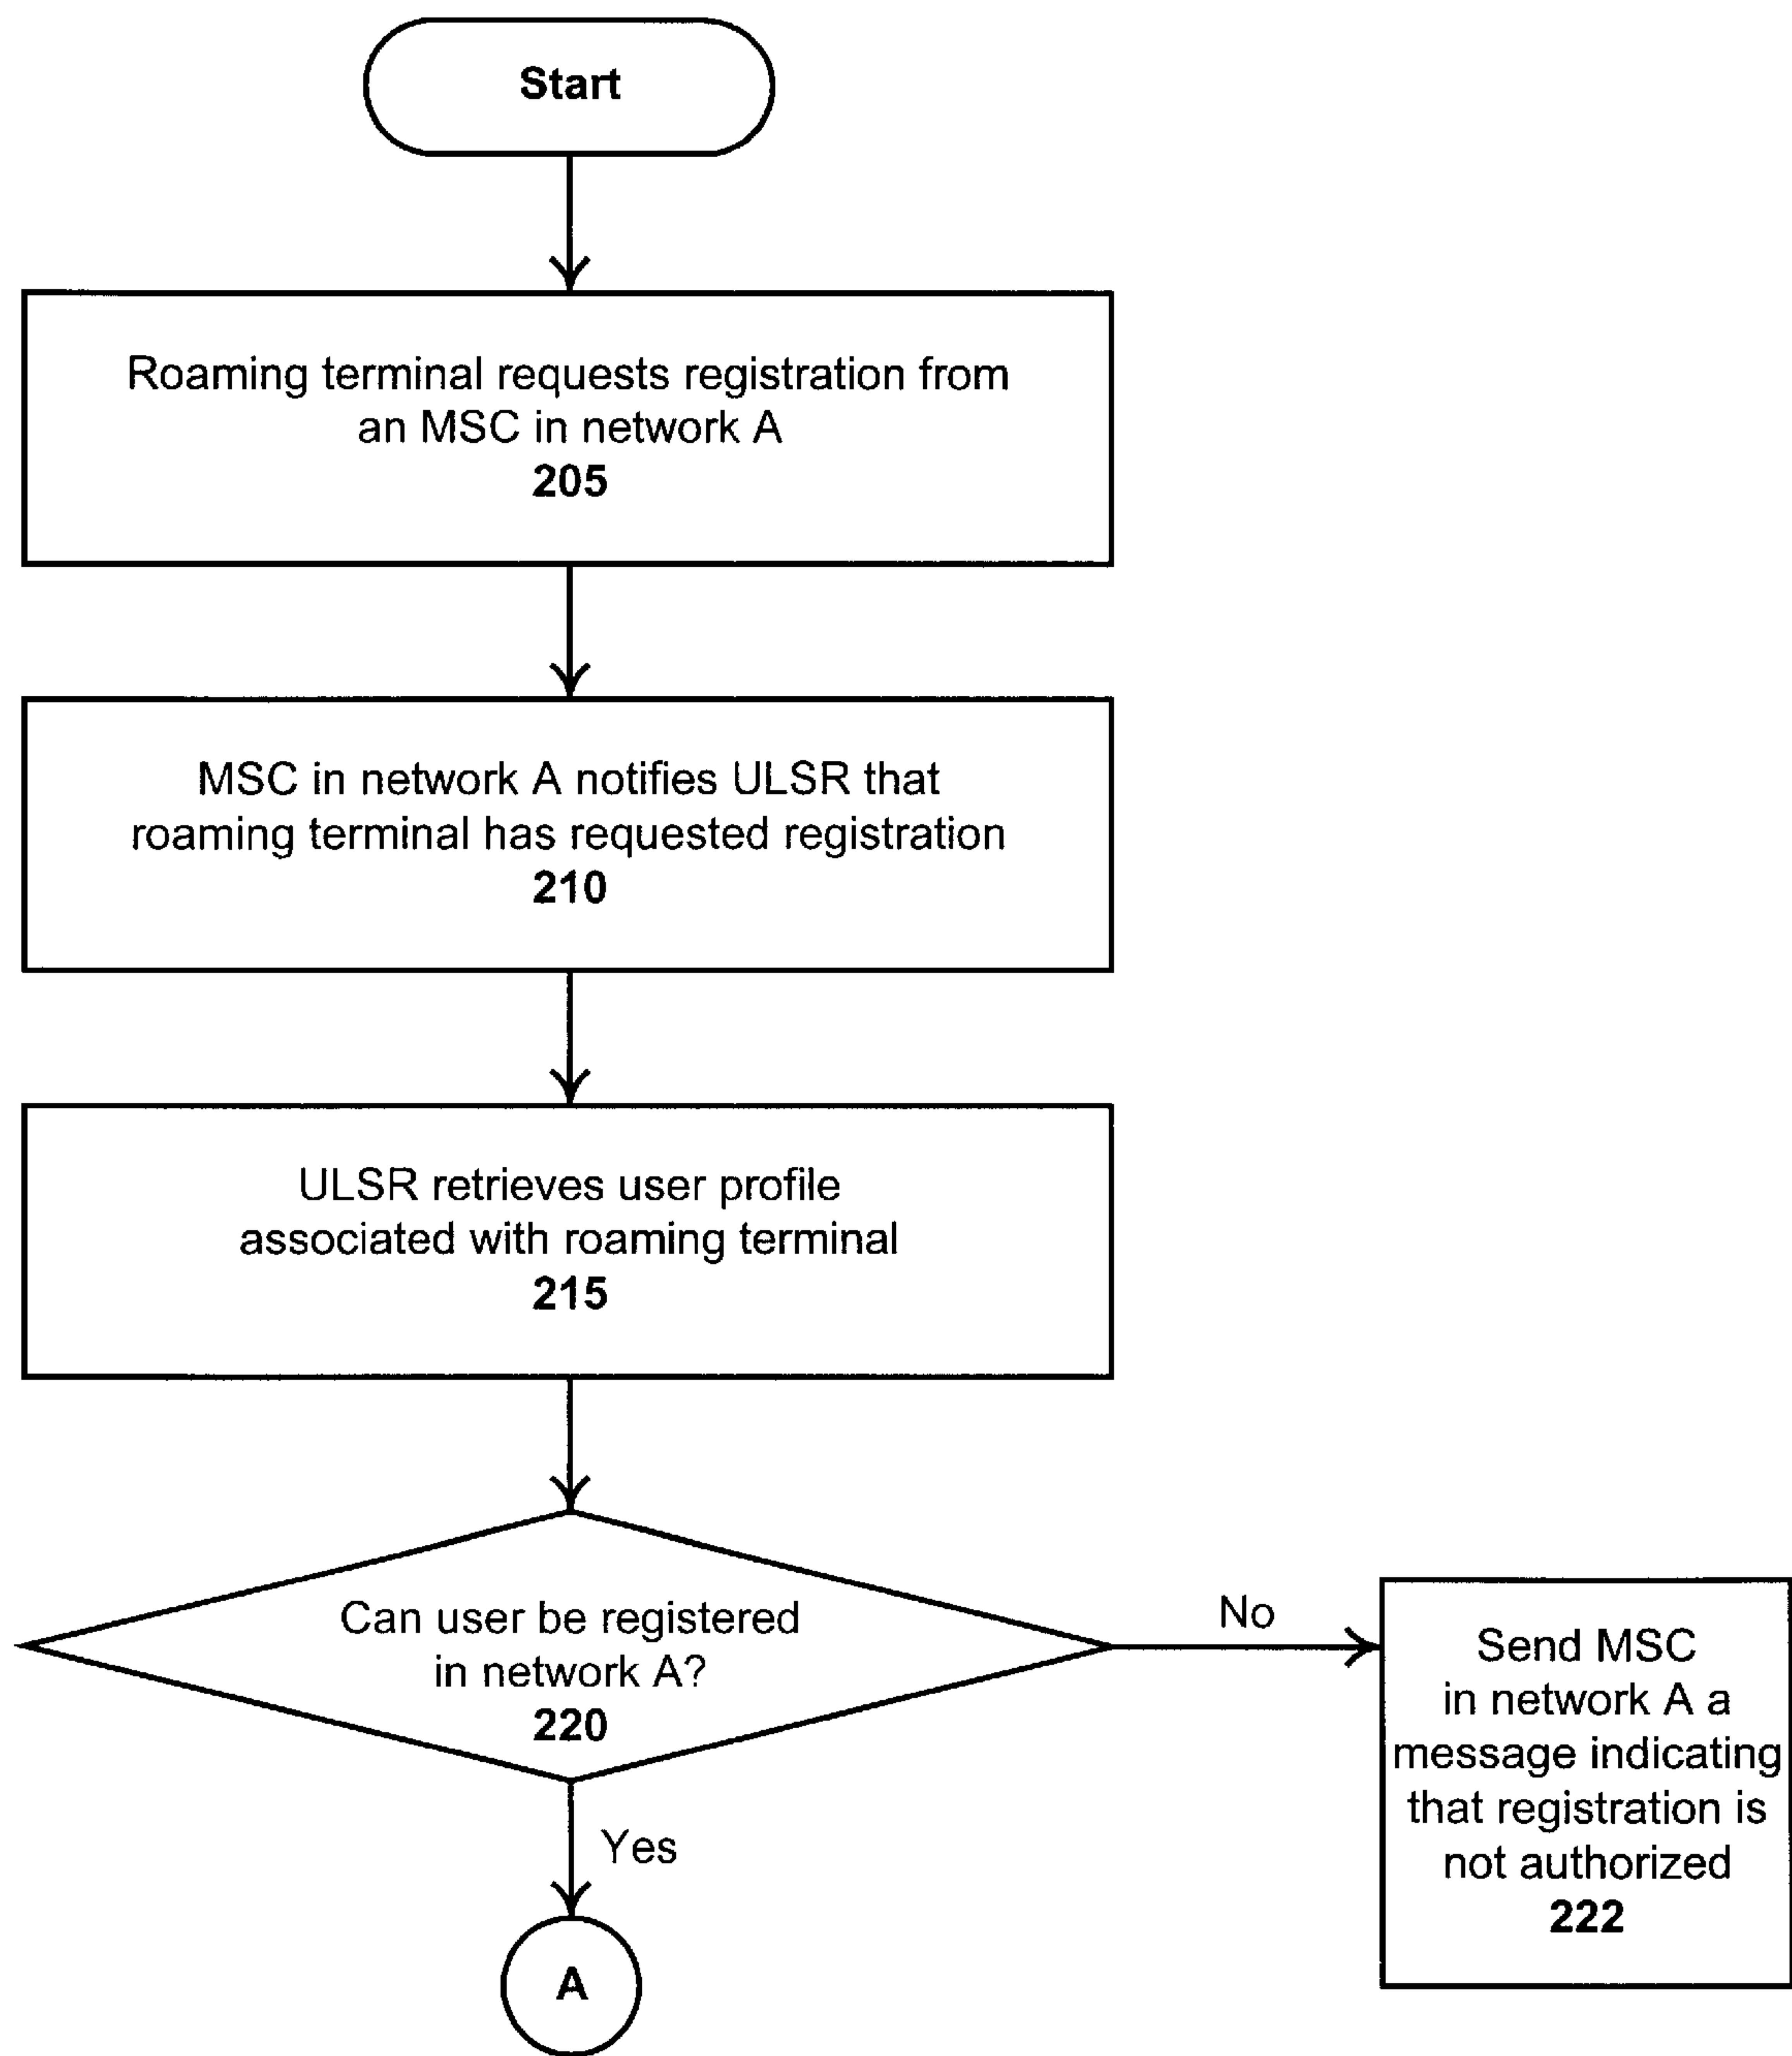 Start
Roaming terminal requests registration from
an MSC in network A
205
MSC in network A notifies ULSR that
roaming terminal has requested registration
210
ULSR retrieves user profile
associated with roaming terminal
215
Can user be registered
in network A?
220
No
Send MSC
in network A a
message indicating
that registration is
not authorized
222
Yes
A